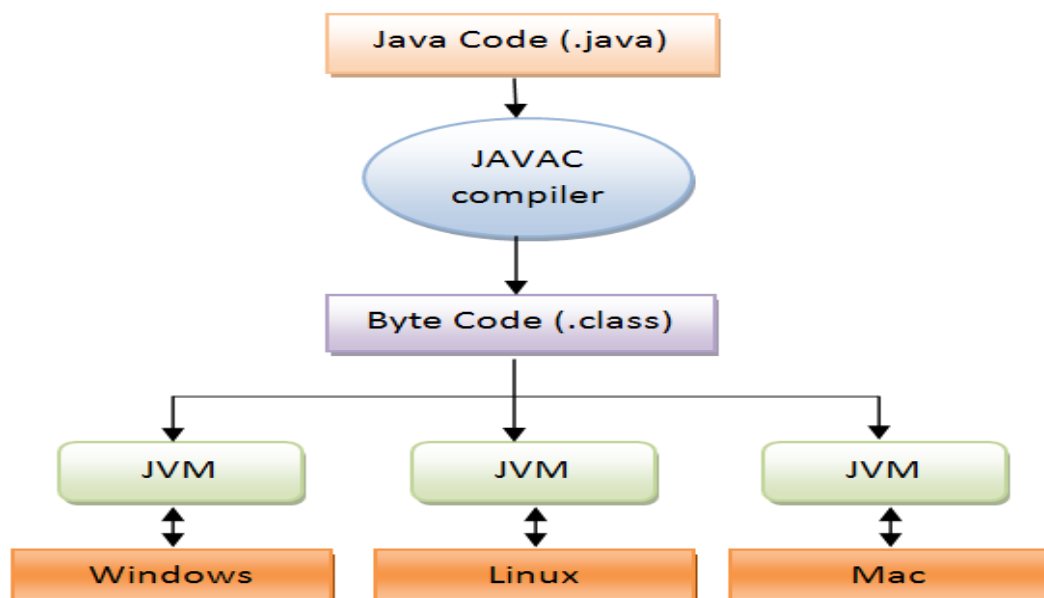 Java Code (.java)
JAVAC
compiler
Byte Code (.class)
JVM
JVM
JVM
Windows
Linux
Mac